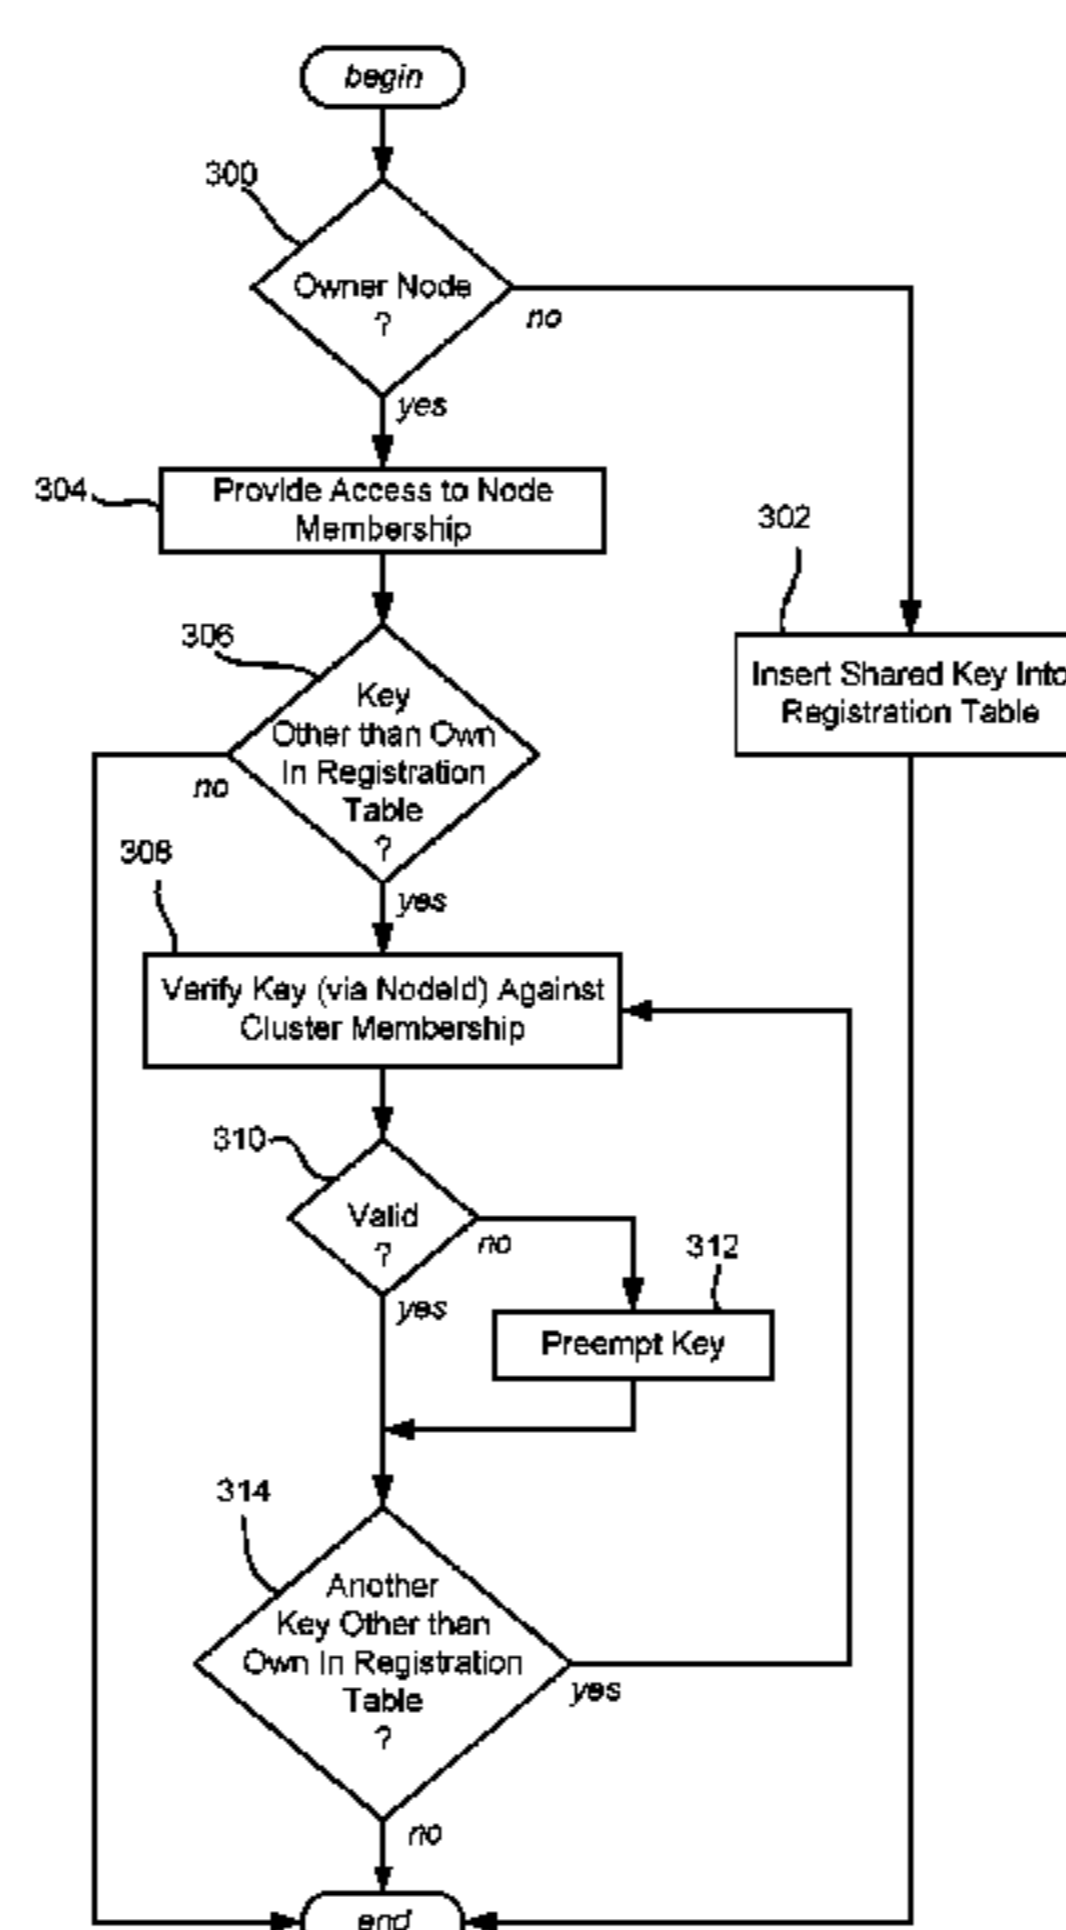 begin
300
Owner Node
?
no
yes
304
Provide Access to Node
Membership
302
Insert Shared Key Into
Registration Table
306
Key
Other than Own
In Registration
Table
?
no
yes
308
Verify Key (via NodeId) Against
Cluster Membership
310
Valid
?
no
yes
312
Preempt Key
314
Another
Key Other than
Own In Registration
Table
?
yes
no
end